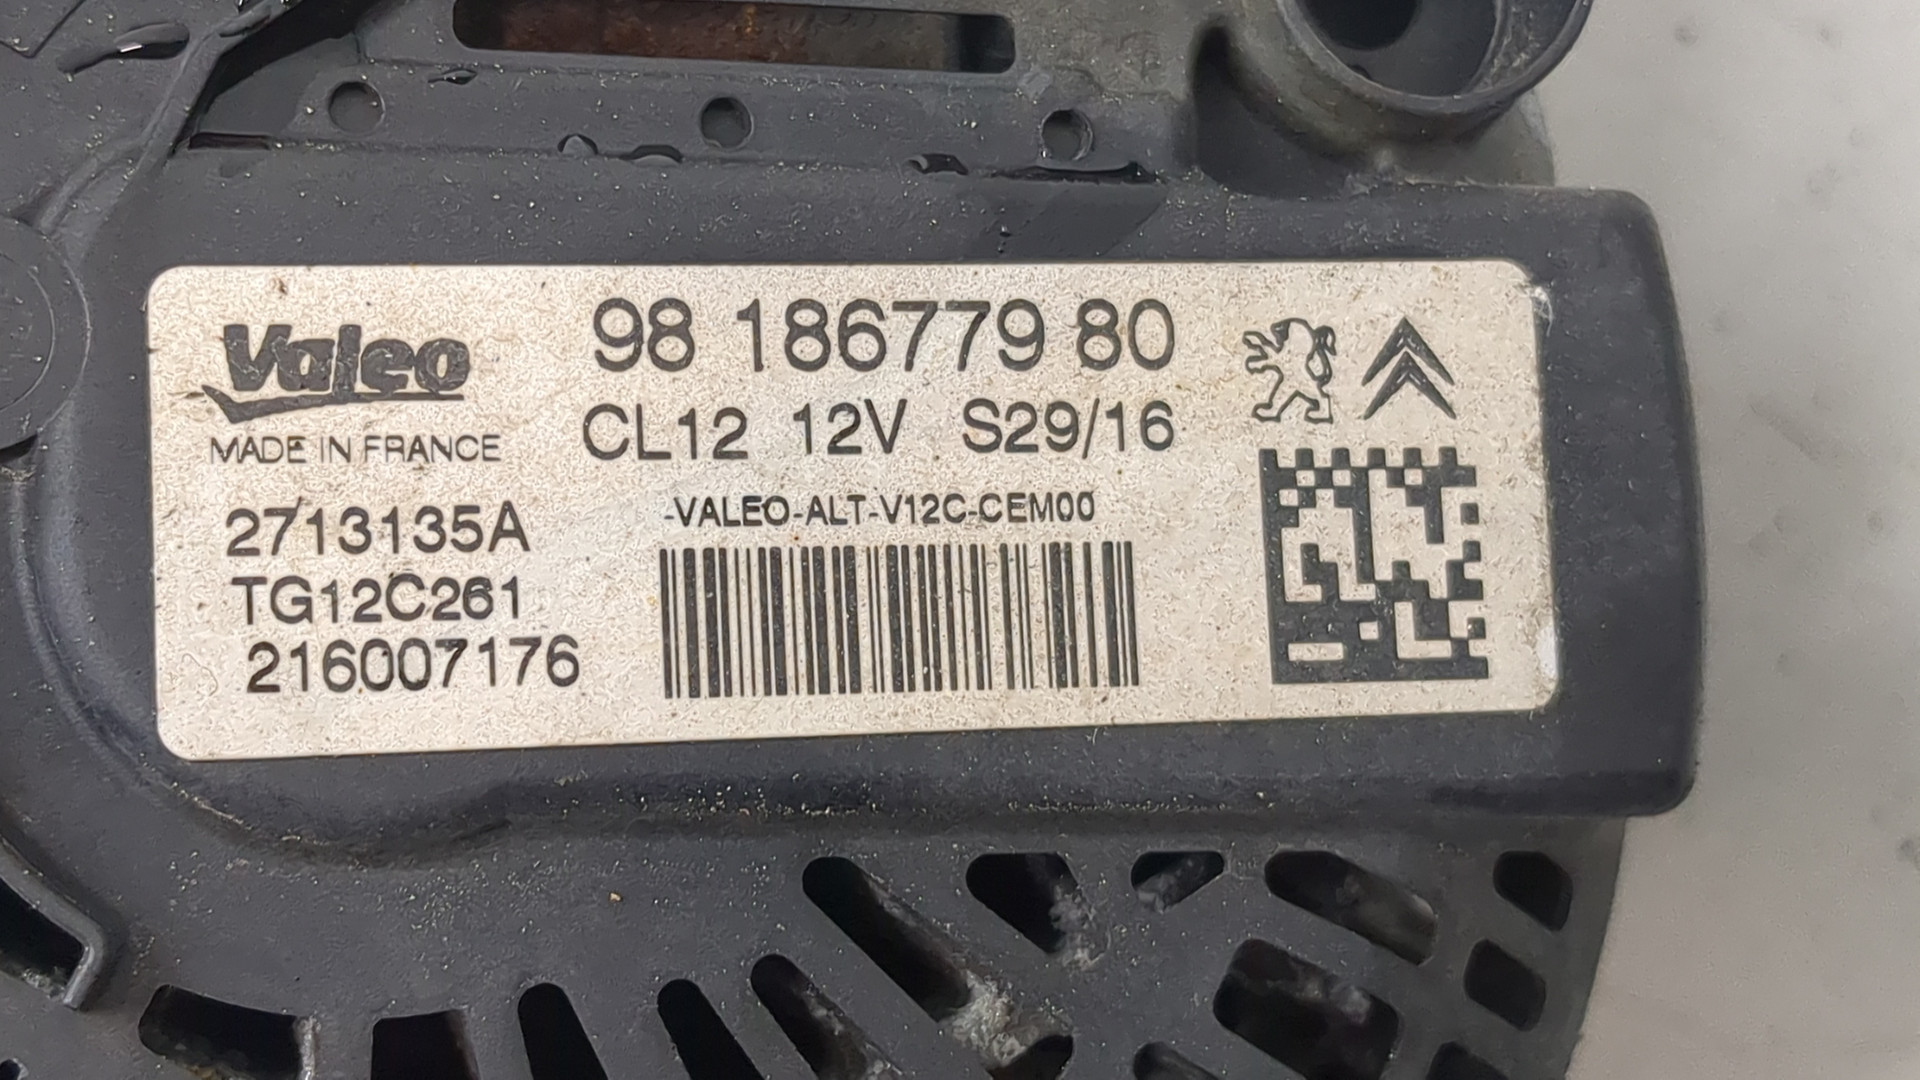 Valeo
MADE IN FRANCE
98 186779 80
CL12 12V S29/16
-VALEO-ALT-V12C-CEM00
2713135A
TG12C261
216007176